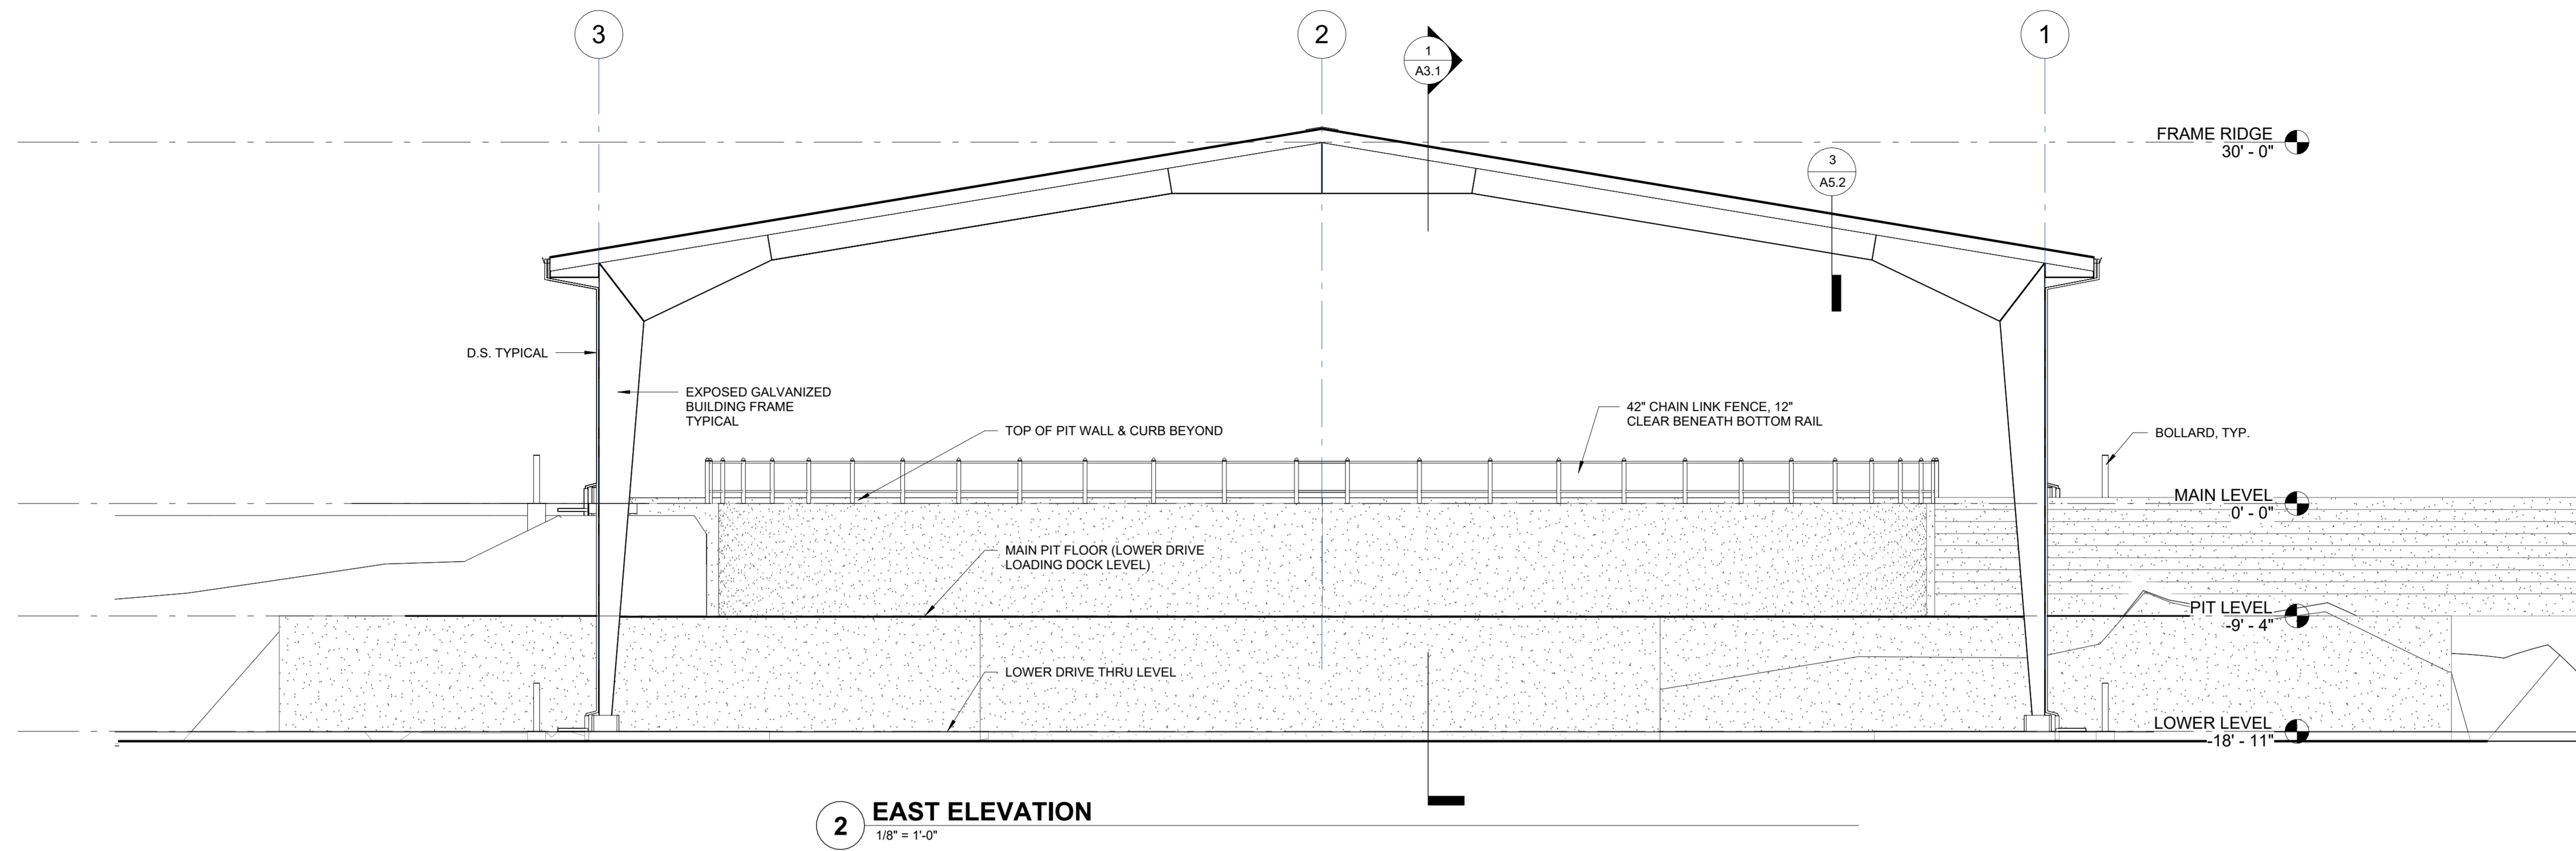 3
2
1
1
A3.1
FRAME RIDGE
30' - 0"
3
A5.2
D.S. TYPICAL
EXPOSED GALVANIZED
BUILDING FRAME
TYPICAL
TOP OF PIT WALL & CURB BEYOND
42" CHAIN LINK FENCE, 12"
CLEAR BENEATH BOTTOM RAIL
BOLLARD, TYP.
MAIN LEVEL
0' - 0"
MAIN PIT FLOOR (LOWER DRIVE
LOADING DOCK LEVEL)
PIT LEVEL
-9' - 4"
LOWER DRIVE THRU LEVEL
LOWER LEVEL
-18' - 11"
2
EAST ELEVATION
1/8" = 1'-0"